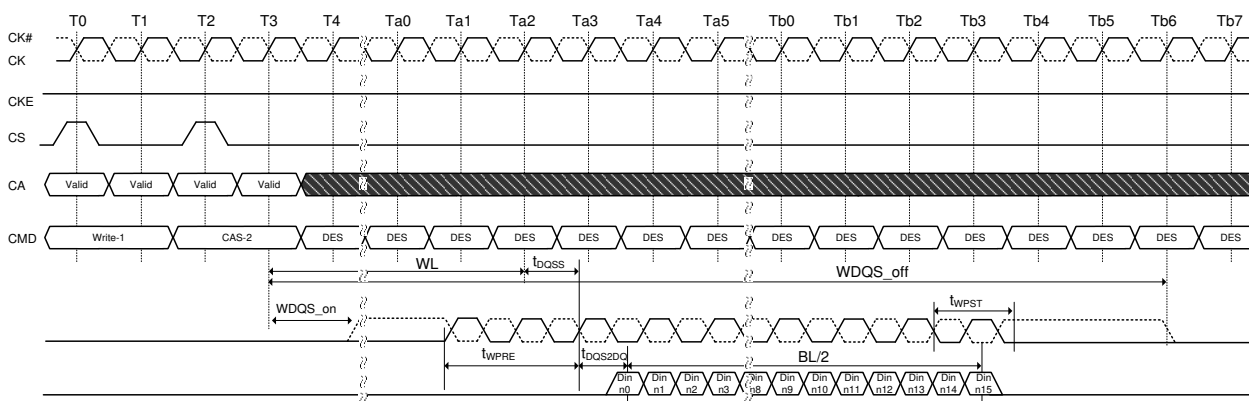 T0 T1 T2 T3 T4 Ta0 Ta1 Ta2 Ta3 Ta4 Ta5 Tb0 Tb1 Tb2 Tb3 Tb4 Tb5 Tb6 Tb7
CK#
CK
CKE
CS
CA Valid Valid Valid Valid
CMD Write-1 CAS-2 DES DES DES DES DES DES DES DES DES DES DES DES DES DES DES
WL tDQSS WDQS_off
WDQS_on tWPST
tWPRE tDQS2DQ BL/2
Din Din Din Din Din Din Din Din Din Din Din Din
n0 n1 n2 n3 n8 n9 n10 n11 n12 n13 n14 n15